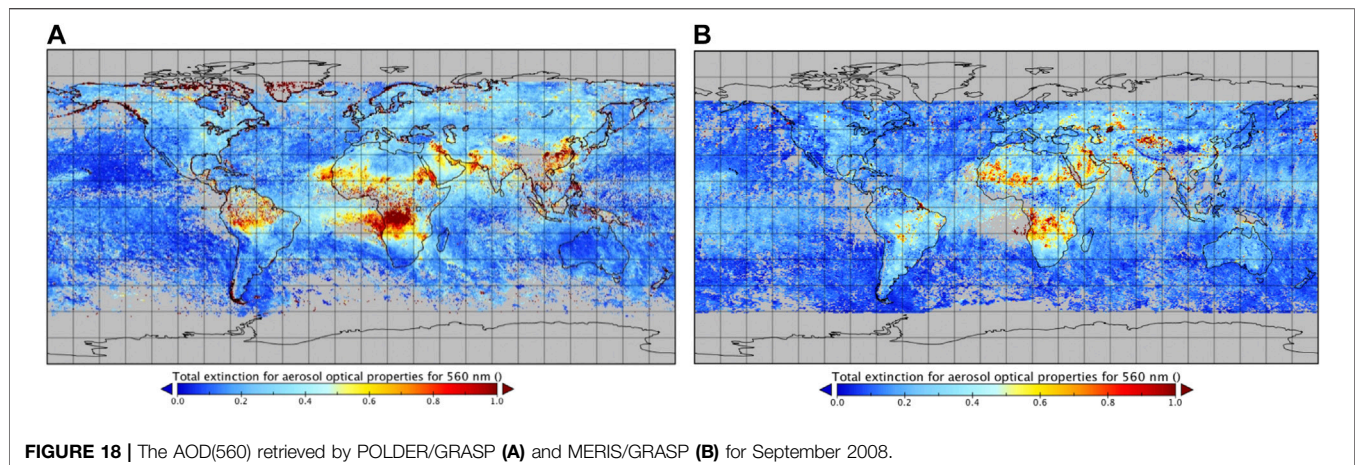 A
B
Total extinction for aerosol optical properties for 560 nm ()
0.0 0.2 0.4 0.6 0.8 1.0
Total extinction for aerosol optical properties for 560 nm ()
0.0 0.2 0.4 0.6 0.8 1.0
FIGURE 18 | The AOD(560) retrieved by POLDER/GRASP (A) and MERIS/GRASP (B) for September 2008.